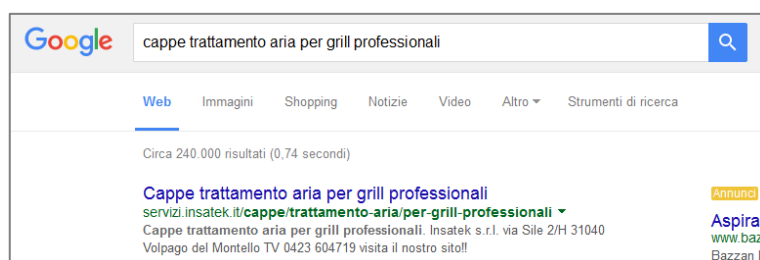 Google
cappe trattamento aria per grill professionali
Web Immagini Shopping Notizie Video Altro Strumenti di ricerca
Circa 240.000 risultati (0,74 secondi)
Cappe trattamento aria per grill professionali
servizi.insatek.it/cappe/trattamento-aria/per-grill-professionali
Cappe trattamento aria per grill professionali. Insatek s.r.l. via Sile 2/H 31040
Volpago del Montello TV 0423 604719 visita il nostro sito!!
Annunci
Aspira
www.baz
Bazzan